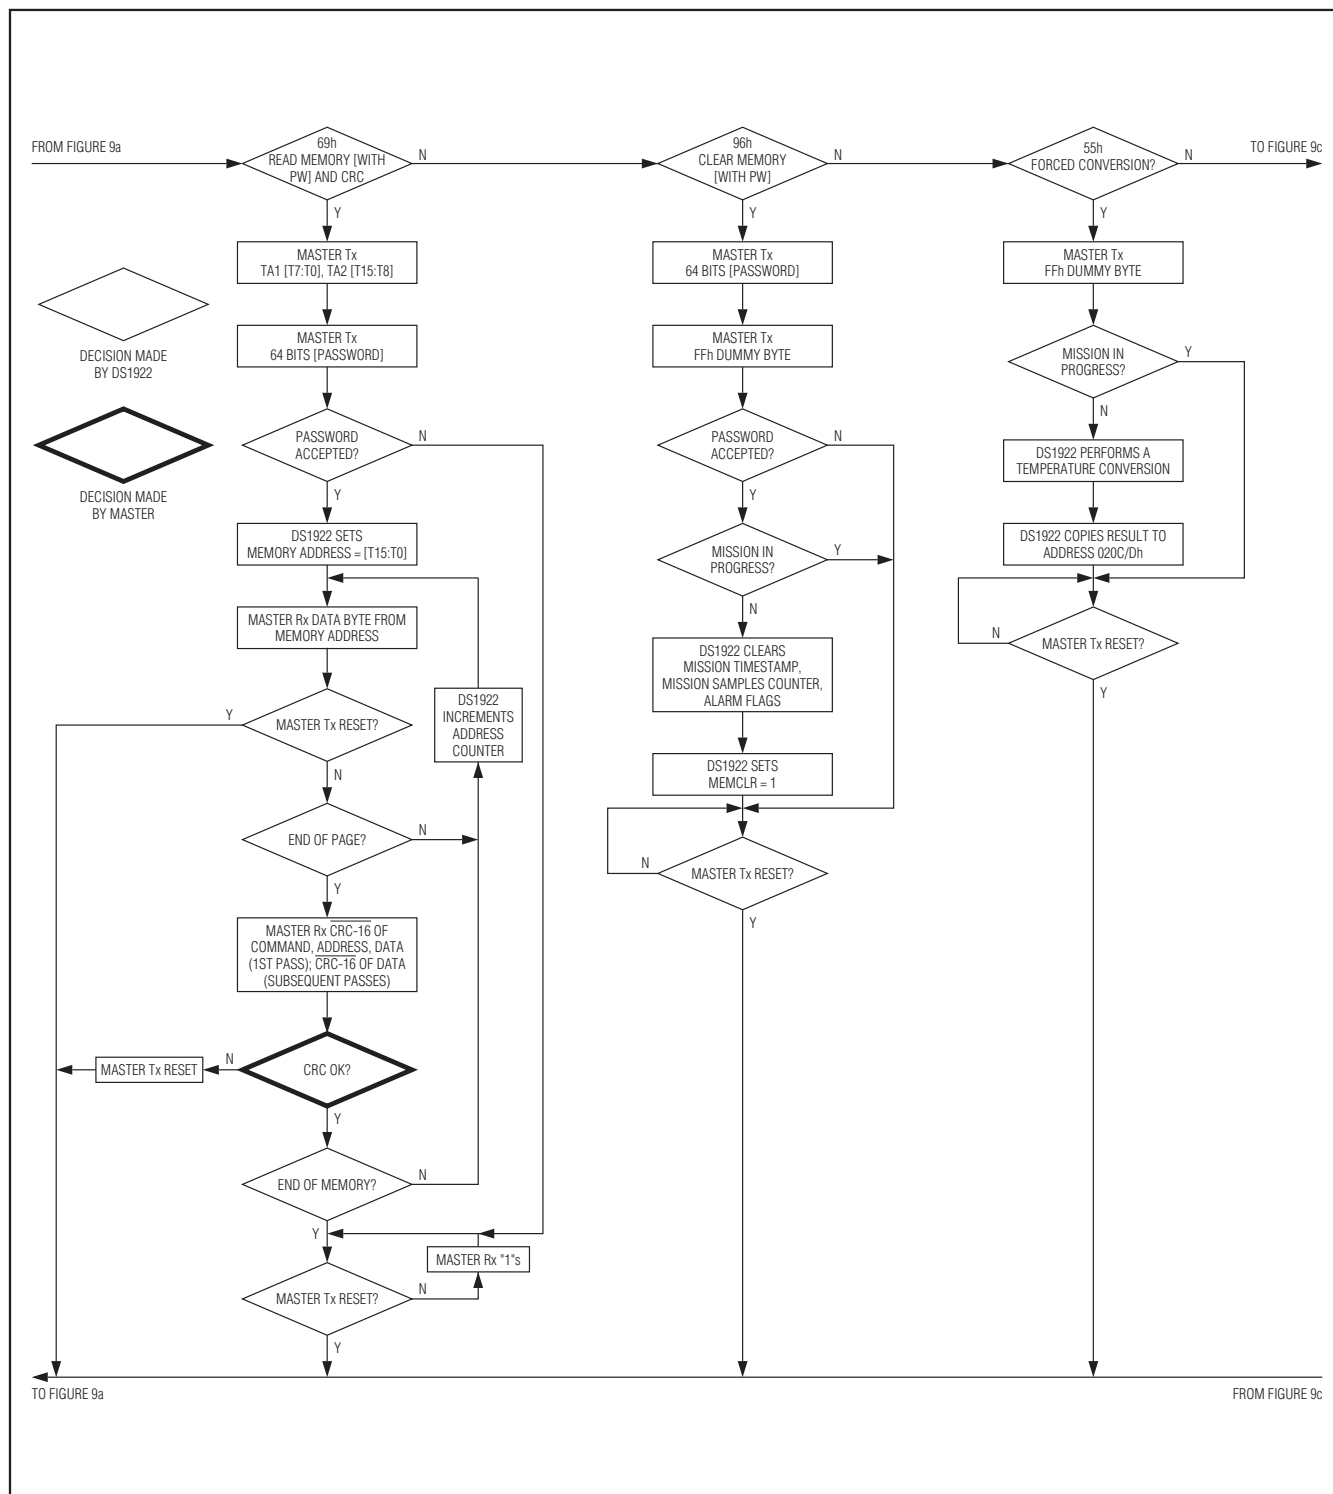 FROM FIGURE 9a
69h
READ MEMORY [WITH
PW] AND CRC
N
Y
MASTER Tx
TA1 [T7:T0], TA2 [T15:T8]
MASTER Tx
64 BITS [PASSWORD]
DECISION MADE
BY DS1922
DECISION MADE
BY MASTER
PASSWORD
ACCEPTED?
N
Y
DS1922 SETS
MEMORY ADDRESS = [T15:T0]
MASTER Rx DATA BYTE FROM
MEMORY ADDRESS
DS1922
INCREMENTS
ADDRESS
COUNTER
Y
MASTER Tx RESET?
N
END OF PAGE?
N
Y
MASTER Rx CRC-16 OF
COMMAND, ADDRESS, DATA
(1ST PASS); CRC-16 OF DATA
(SUBSEQUENT PASSES)
MASTER Tx RESET
N
CRC OK?
Y
END OF MEMORY?
N
Y
MASTER Rx "1"s
MASTER Tx RESET?
N
Y
96h
CLEAR MEMORY
[WITH PW]
N
Y
MASTER Tx
64 BITS [PASSWORD]
MASTER Tx
FFh DUMMY BYTE
PASSWORD
ACCEPTED?
N
Y
MISSION IN
PROGRESS?
Y
N
DS1922 CLEARS
MISSION TIMESTAMP,
MISSION SAMPLES COUNTER,
ALARM FLAGS
DS1922 SETS
MEMCLR = 1
N
MASTER Tx RESET?
Y
55h
FORCED CONVERSION?
N
TO FIGURE 9c
Y
MASTER Tx
FFh DUMMY BYTE
MISSION IN
PROGRESS?
Y
N
DS1922 PERFORMS A
TEMPERATURE CONVERSION
DS1922 COPIES RESULT TO
ADDRESS 020C/Dh
N
MASTER Tx RESET?
Y
TO FIGURE 9a
FROM FIGURE 9c